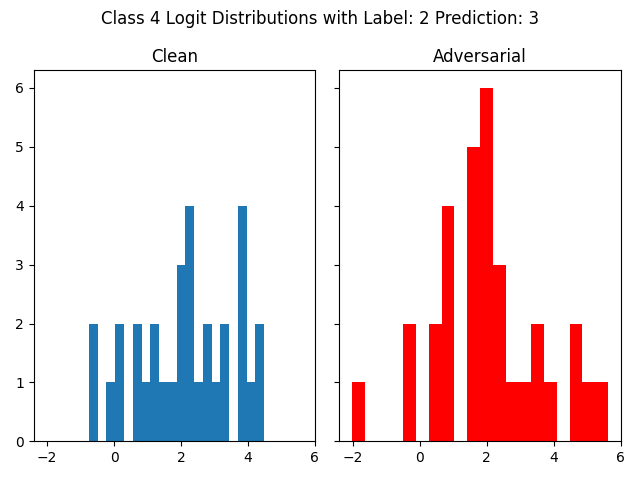 Class 4 Logit Distributions with Label: 2 Prediction: 3
Clean
Adversarial
6
5
4
3
2
1
0
−2 0 2 4 6
−2 0 2 4 6